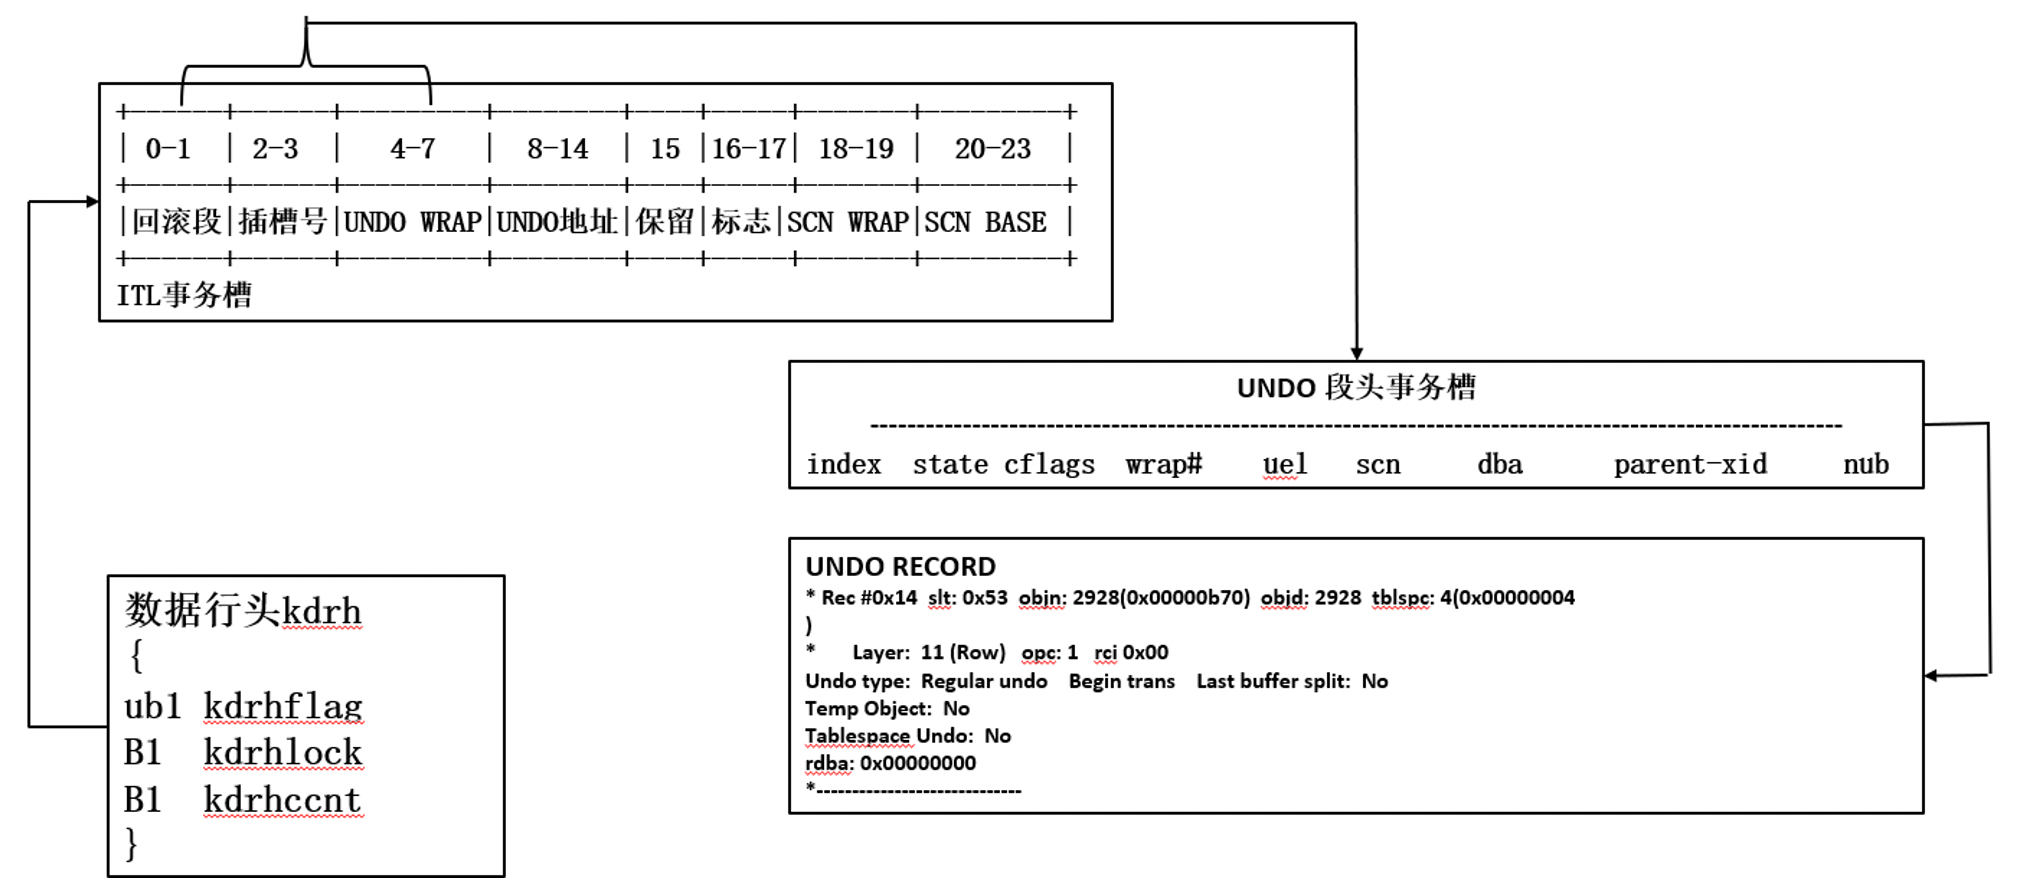 +------+------+---------+--------+----+-----+-------+---------+
| 0-1 | 2-3 | 4-7 | 8-14 | 15 |16-17| 18-19 | 20-23 |
+------+------+---------+--------+----+-----+-------+---------+
|回滚段|插槽号|UNDO WRAP|UNDO地址|保留|标志|SCN WRAP|SCN BASE |
+------+------+---------+--------+----+-----+-------+---------+
ITL事务槽
UNDO 段头事务槽
----------------------------------------------------------------------------------------------------
index state cflags wrap# uel scn dba parent-xid nub
UNDO RECORD
* Rec #0x14 slt: 0x53 objn: 2928(0x00000b70) objd: 2928 tblspc: 4(0x00000004
)
* Layer: 11 (Row) opc: 1 rci 0x00
Undo type: Regular undo Begin trans Last buffer split: No
Temp Object: No
Tablespace Undo: No
rdba: 0x00000000
*-----------------------------
数据行头kdrh
{
ub1 kdrhflag
B1 kdrhlock
B1 kdrhccnt
}